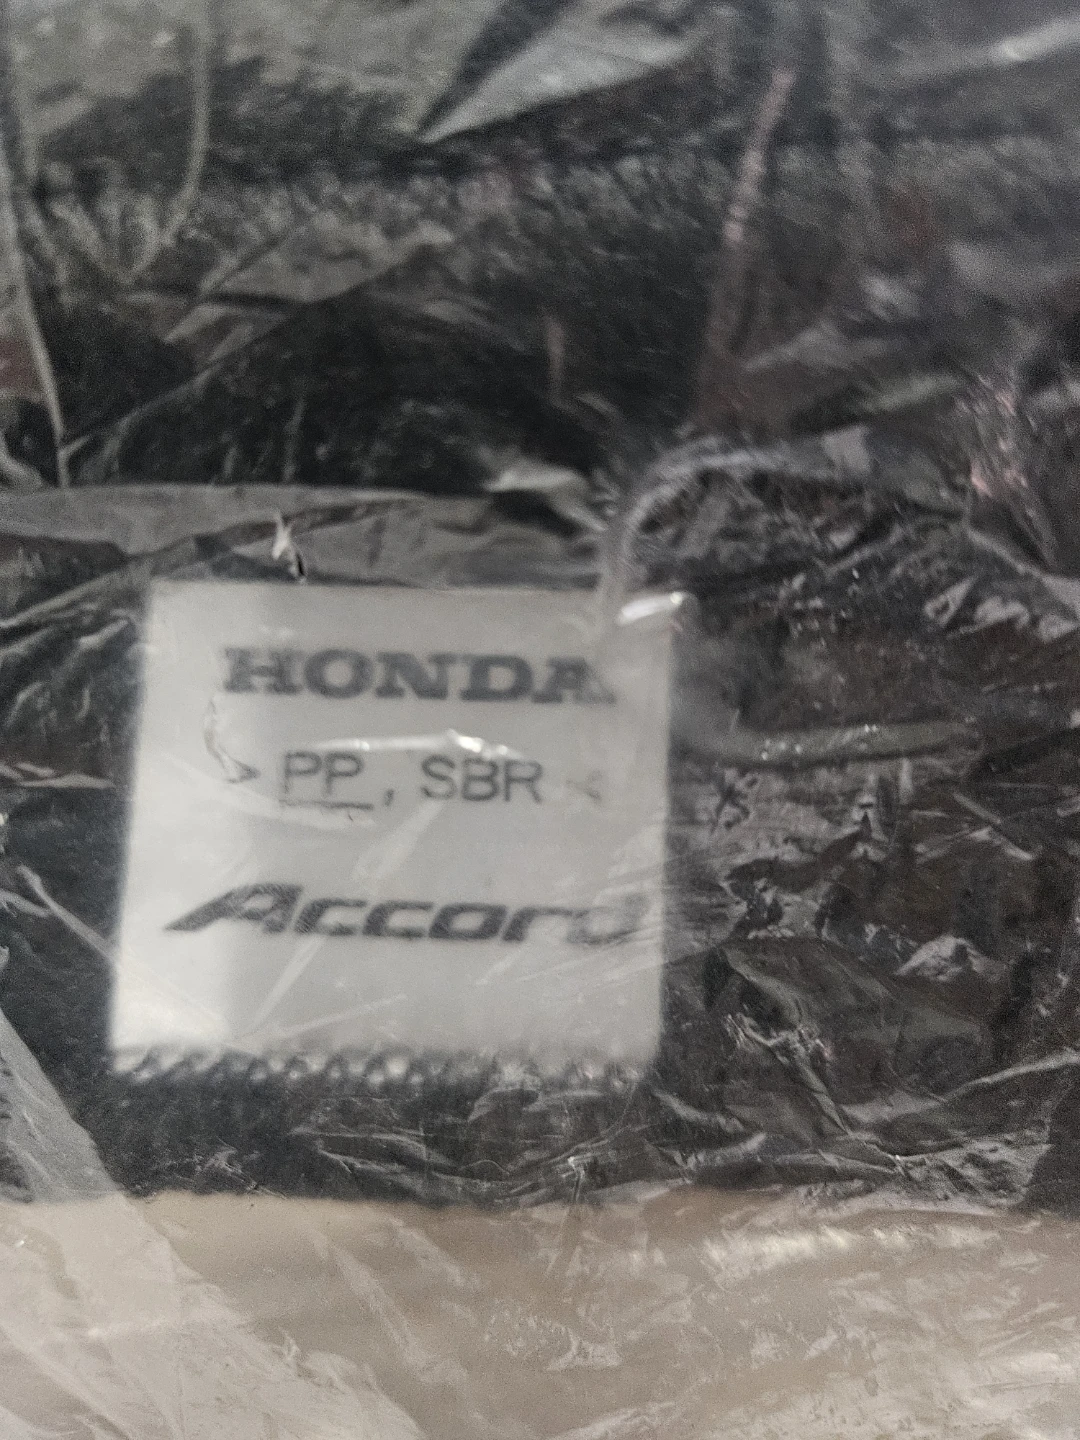 HONDA
> PP , SBR <
Accord